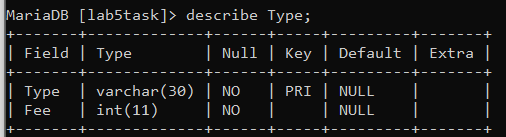 MariaDB [lab5task]> describe Type;
+-------+-------------+------+-----+---------+-------+
| Field | Type        | Null | Key | Default | Extra |
+-------+-------------+------+-----+---------+-------+
| Type  | varchar(30) | NO   | PRI | NULL    |       |
| Fee   | int(11)     | NO   |     | NULL    |       |
+-------+-------------+------+-----+---------+-------+